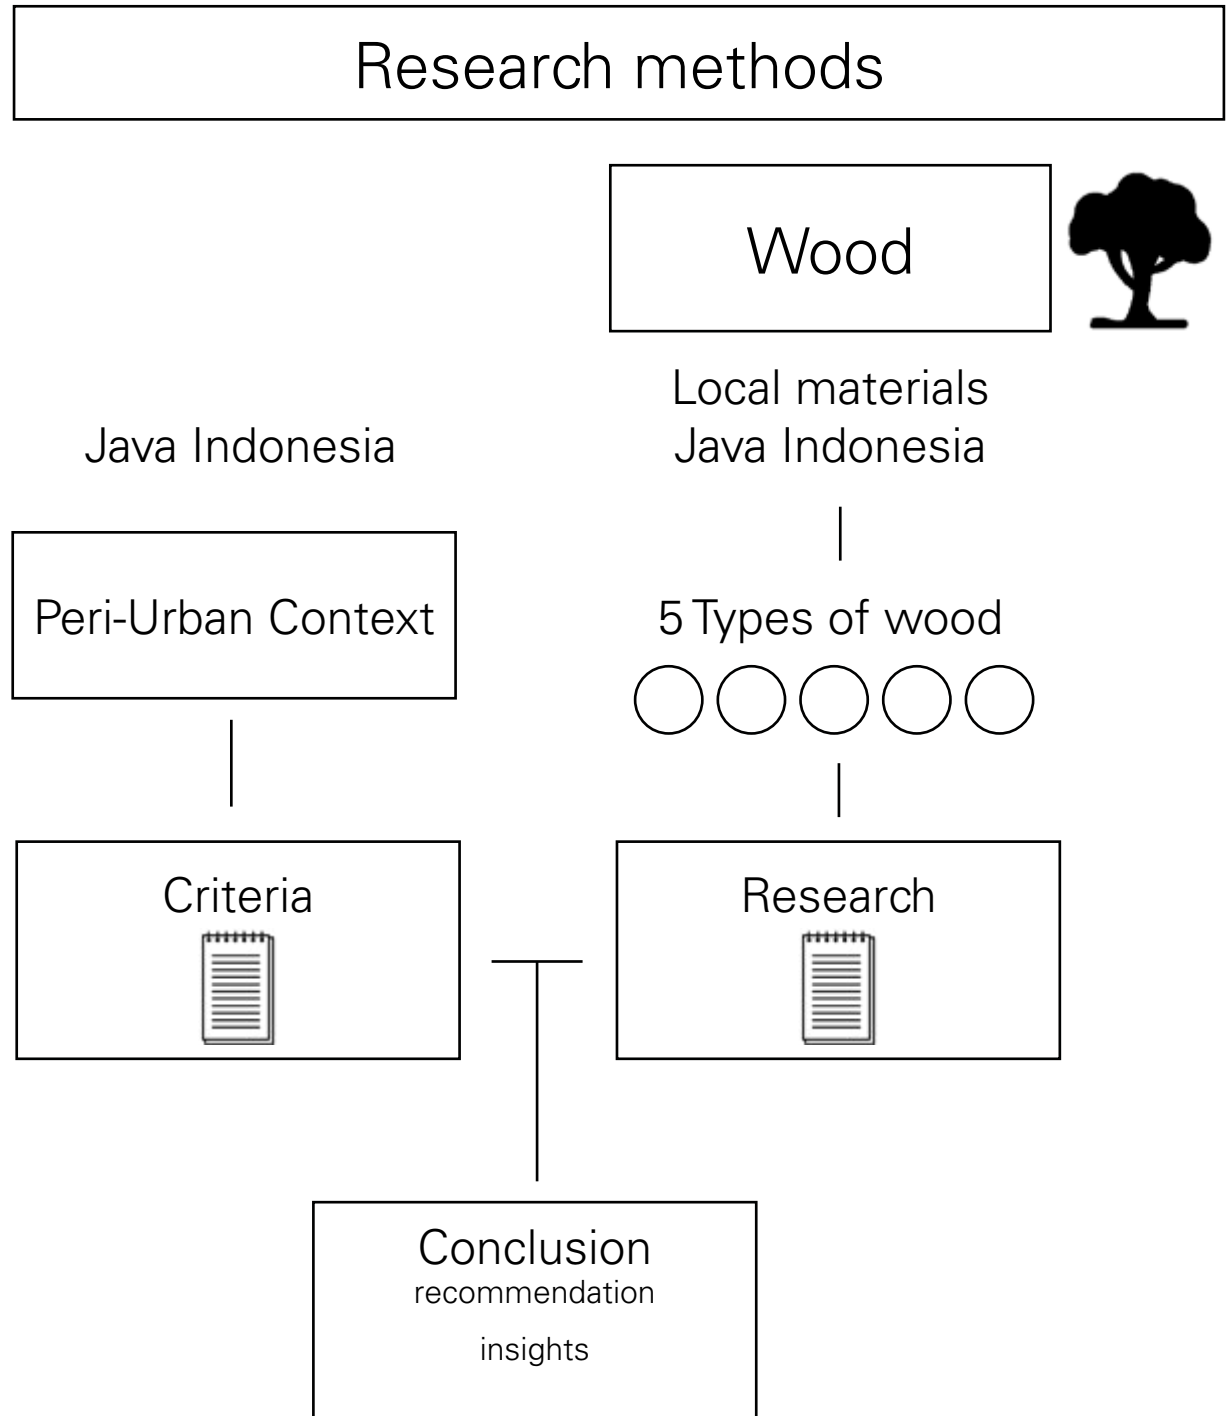 Research methods
Wood
Local materials
Java Indonesia
Java Indonesia
Peri-Urban Context
5 Types of wood
Criteria
Research
Conclusion
recommendation
insights